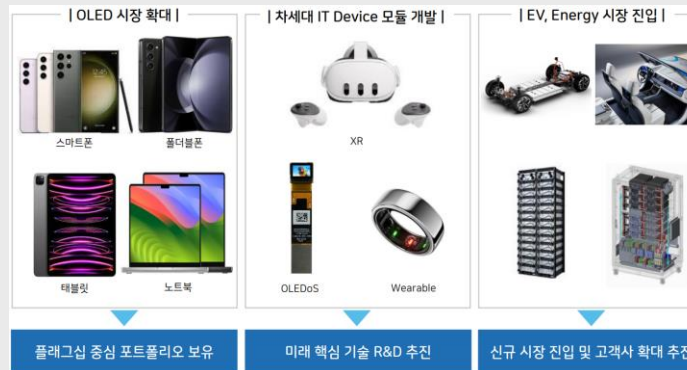 | OLED 시장 확대 |
스마트폰
폴더블폰
태블릿
노트북
플래그십 중심 포트폴리오 보유
| 차세대 IT Device 모듈 개발 |
XR
OLEDoS
Wearable
미래 핵심 기술 R&D 추진
| EV, Energy 시장 진입 |
신규 시장 진입 및 고객사 확대 추진